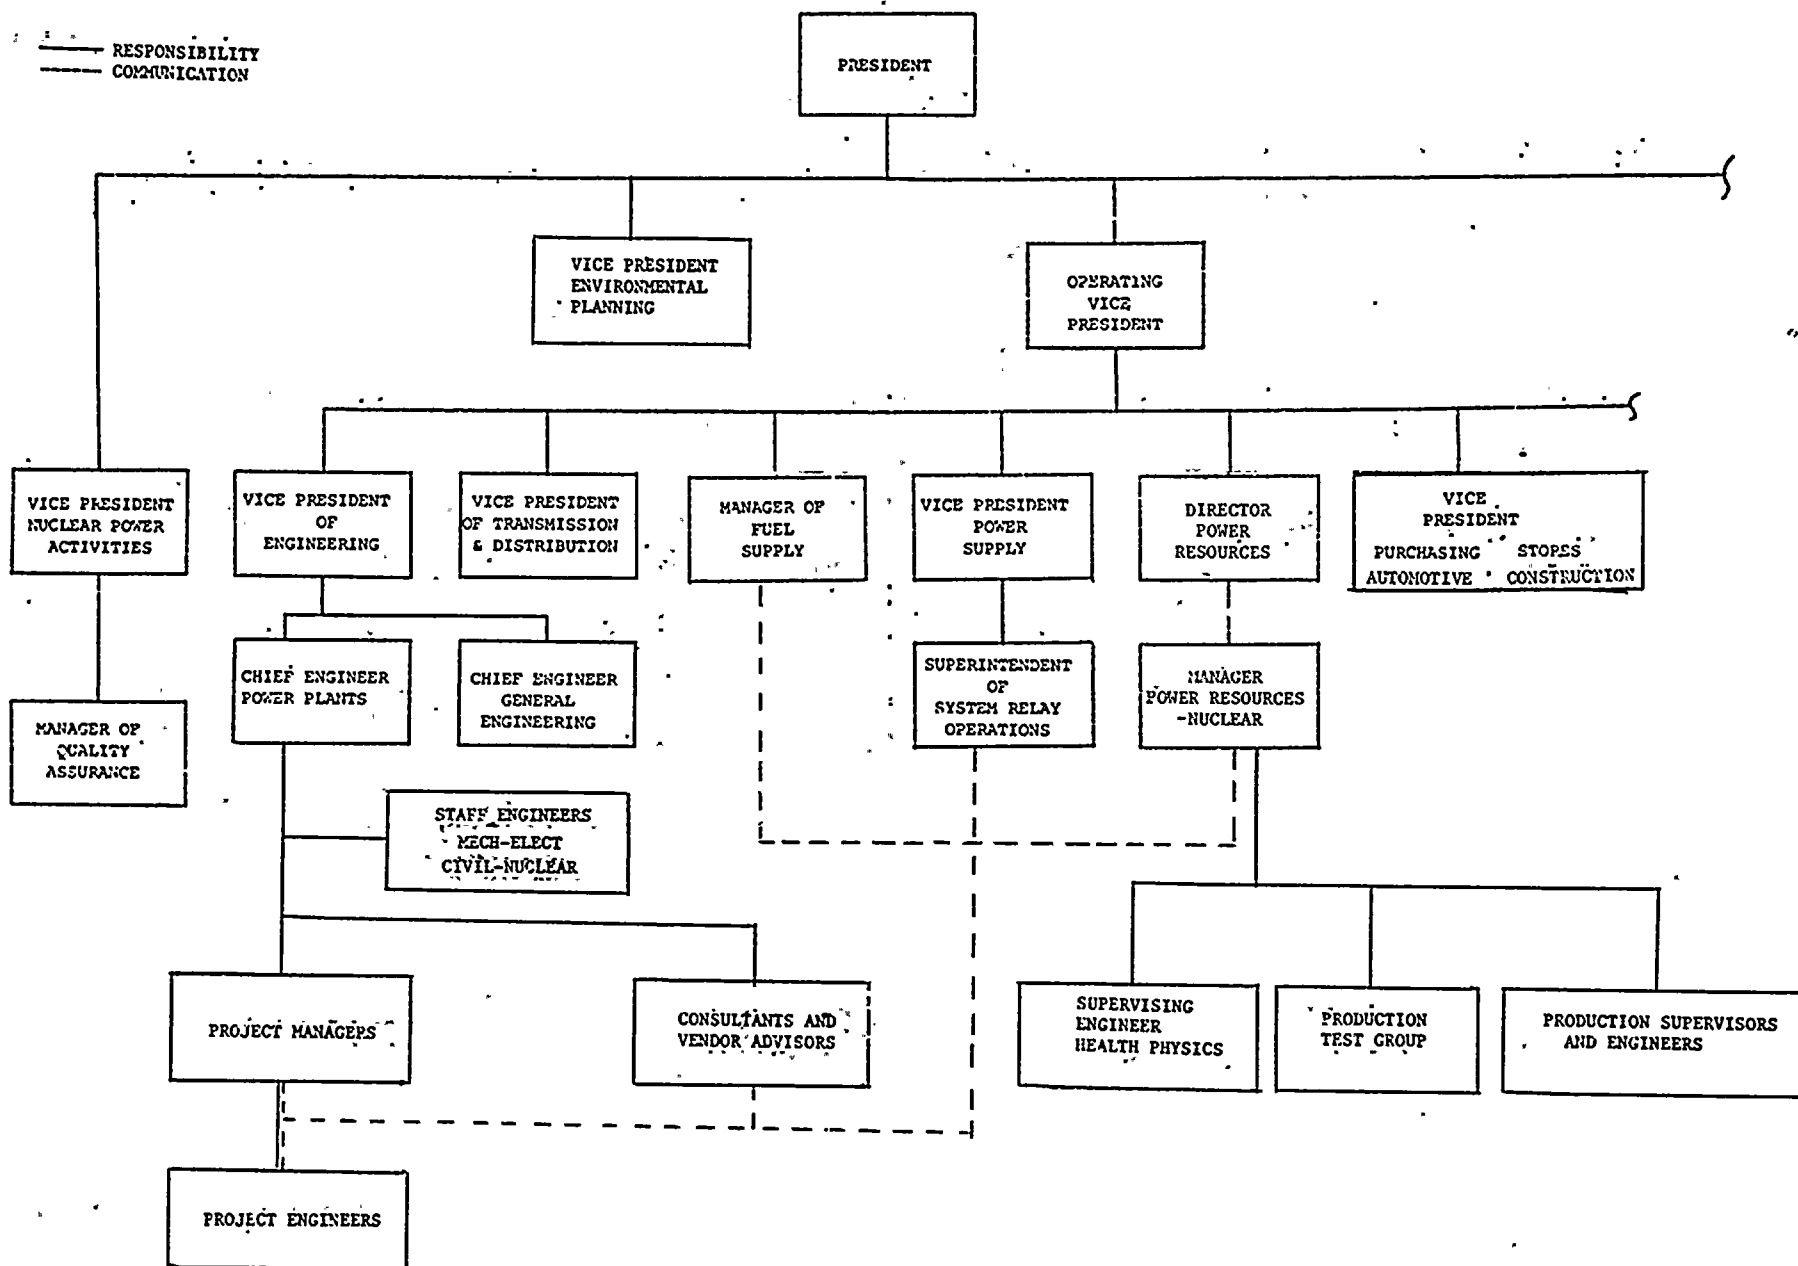 RESPONSIBILITY
COMMUNICATION
PRESIDENT
VICE PRESIDENT
ENVIRONMENTAL
PLANNING
OPERATING
VICE
PRESIDENT
VICE PRESIDENT
NUCLEAR POWER
ACTIVITIES
VICE PRESIDENT
OF
ENGINEERING
VICE PRESIDENT
OF TRANSMISSION
& DISTRIBUTION
MANAGER OF
FUEL
SUPPLY
VICE PRESIDENT
POWER
SUPPLY
DIRECTOR
POWER
RESOURCES
VICE
PRESIDENT
PURCHASING STORES
AUTOMOTIVE CONSTRUCTION
MANAGER OF
QUALITY
ASSURANCE
CHIEF ENGINEER
POWER PLANTS
CHIEF ENGINEER
GENERAL
ENGINEERING
SUPERINTENDENT
OF
SYSTEM RELAY
OPERATIONS
MANAGER
POWER RESOURCES
-NUCLEAR
STAFF ENGINEERS
MECH-ELECT
CIVIL-NUCLEAR
PROJECT MANAGERS
CONSULTANTS AND
VENDOR ADVISORS
SUPERVISING
ENGINEER
HEALTH PHYSICS
PRODUCTION
TEST GROUP
PRODUCTION SUPERVISORS
AND ENGINEERS
PROJECT ENGINEERS